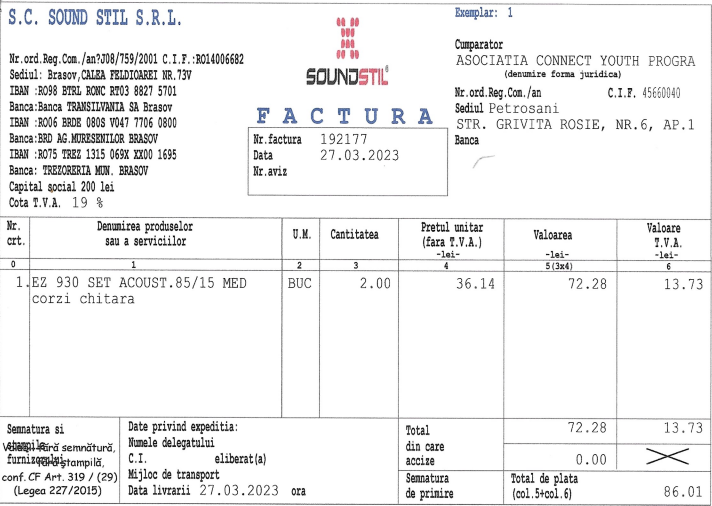 S.C. SOUND STIL S.R.L.
Nr.ord.Reg.Com./an?J08/759/2001 C.I.F.:RO14006682
Sediul: Brasov,CALEA FELDIOAREI NR.73V
IBAN :RO98 BTRL RONC RT03 8827 5701
Banca:Banca TRANSILVANIA SA Brasov
IBAN :RO06 BRDE 080S V047 7706 0800
Banca:BRD AG.MURESENILOR BRASOV
IBAN :RO75 TREZ 1315 069X XX00 1695
Banca: TREZORERIA MUN. BRASOV
Capital social 200 lei
Cota T.V.A. 19 %
SOUNDSTIL
FACTURA
Nr.factura 192177
Data 27.03.2023
Nr.aviz
Exemplar: 1
Cumparator
ASOCIATIA CONNECT YOUTH PROGRA
(denumire forma juridica)
Nr.ord.Reg.Com./an C.I.F. 45660040
Sediul Petrosani
STR. GRIVITA ROSIE, NR.6, AP.1
Banca
Nr. crt. Denumirea produselor sau a serviciilor U.M. Cantitatea Pretul unitar (fara T.V.A.) -lei- Valoarea -lei- Valoare T.V.A. -lei-
0 1 2 3 4 5(3x4) 6
1. EZ 930 SET ACOUST.85/15 MED BUC 2.00 36.14 72.28 13.73
corzi chitara
Semnatura si
stampila
furnizorului
Valabil fără semnătură,
fără ştampilă,
conf. CF Art. 319 / (29)
(Legea 227/2015)
Date privind expeditia:
Numele delegatului
C.I. eliberat(a)
Mijloc de transport
Data livrarii 27.03.2023 ora
Total 72.28 13.73
din care
accize 0.00
Semnatura
de primire
Total de plata
(col.5+col.6) 86.01